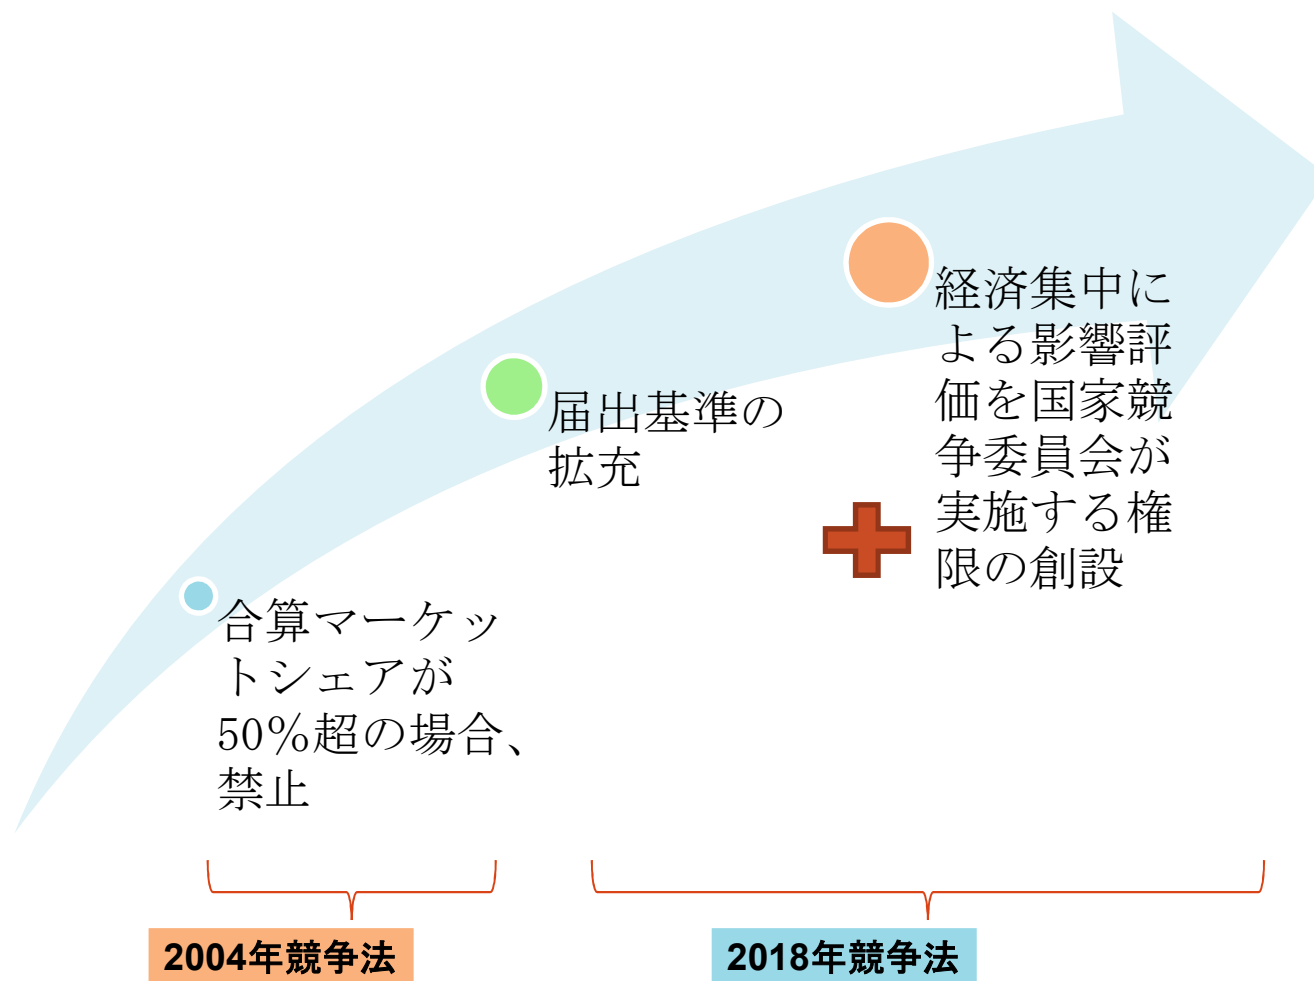 合算マーケッ
トシェアが
50%超の場合、
禁止
届出基準の
拡充
経済集中に
よる影響評
価を国家競
争委員会が
実施する権
限の創設
2004年競争法
2018年競争法